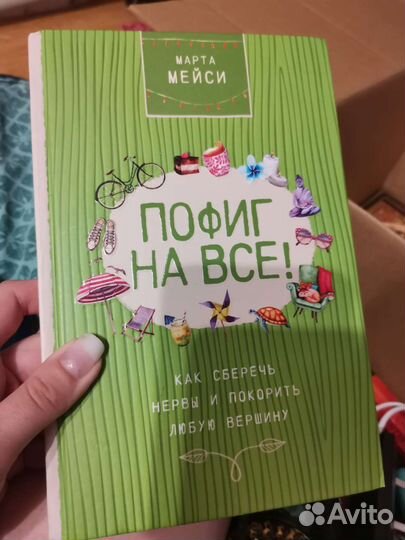 МАРТА
МЕЙСИ
ПОФИГ
НА ВСЕ!
КАК СБЕРЕЧЬ
НЕРВЫ И ПОКОРИТЬ
ЛЮБУЮ ВЕРШИНУ
Avito